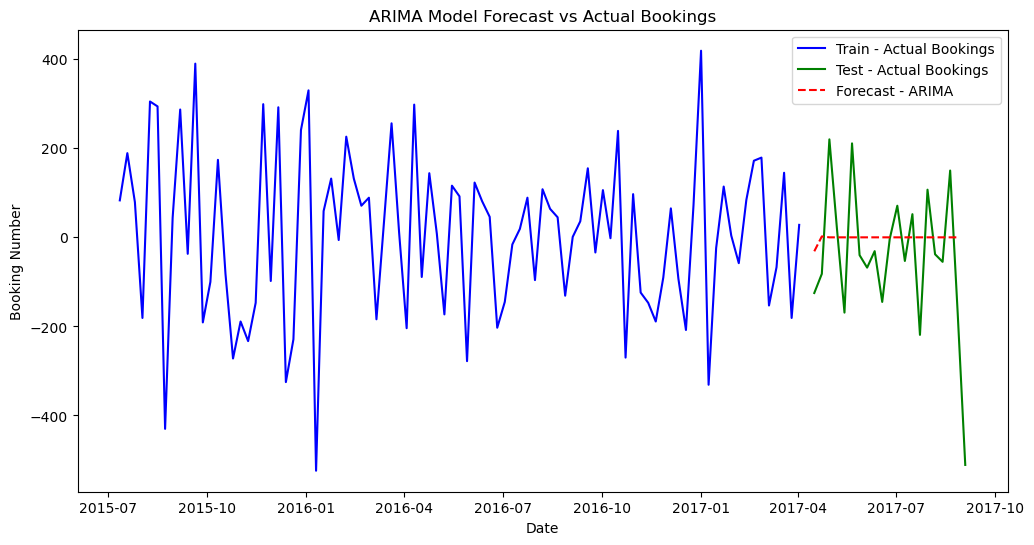 ARIMA Model Forecast vs Actual Bookings
Train - Actual Bookings
Test - Actual Bookings
Forecast - ARIMA
Booking Number
400
200
0
−200
−400
2015-07 2015-10 2016-01 2016-04 2016-07 2016-10 2017-01 2017-04 2017-07 2017-10
Date